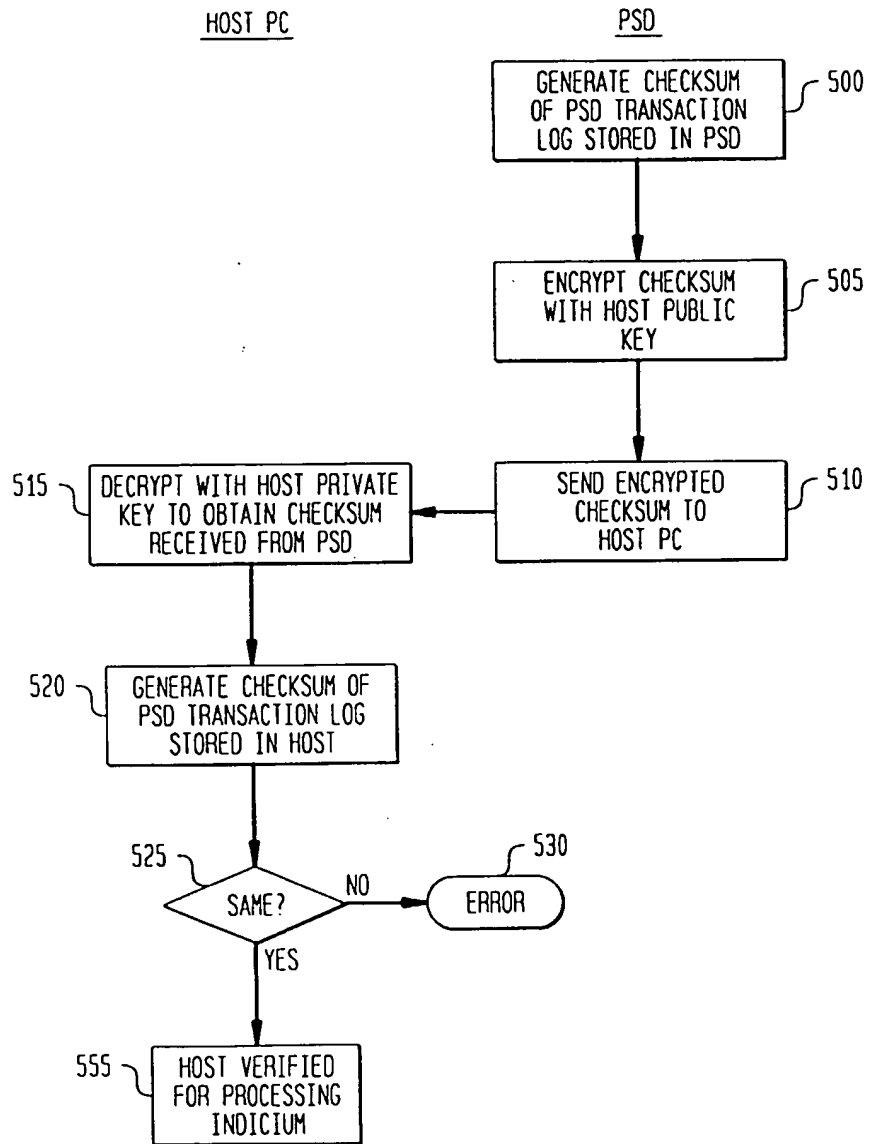 HOST PC
PSD
GENERATE CHECKSUM
OF PSD TRANSACTION
LOG STORED IN PSD
500
ENCRYPT CHECKSUM
WITH HOST PUBLIC
KEY
505
515
DECRYPT WITH HOST PRIVATE
KEY TO OBTAIN CHECKSUM
RECEIVED FROM PSD
SEND ENCRYPTED
CHECKSUM TO
HOST PC
510
520
GENERATE CHECKSUM OF
PSD TRANSACTION LOG
STORED IN HOST
525
SAME?
NO
530
ERROR
YES
555
HOST VERIFIED
FOR PROCESSING
INDICIUM